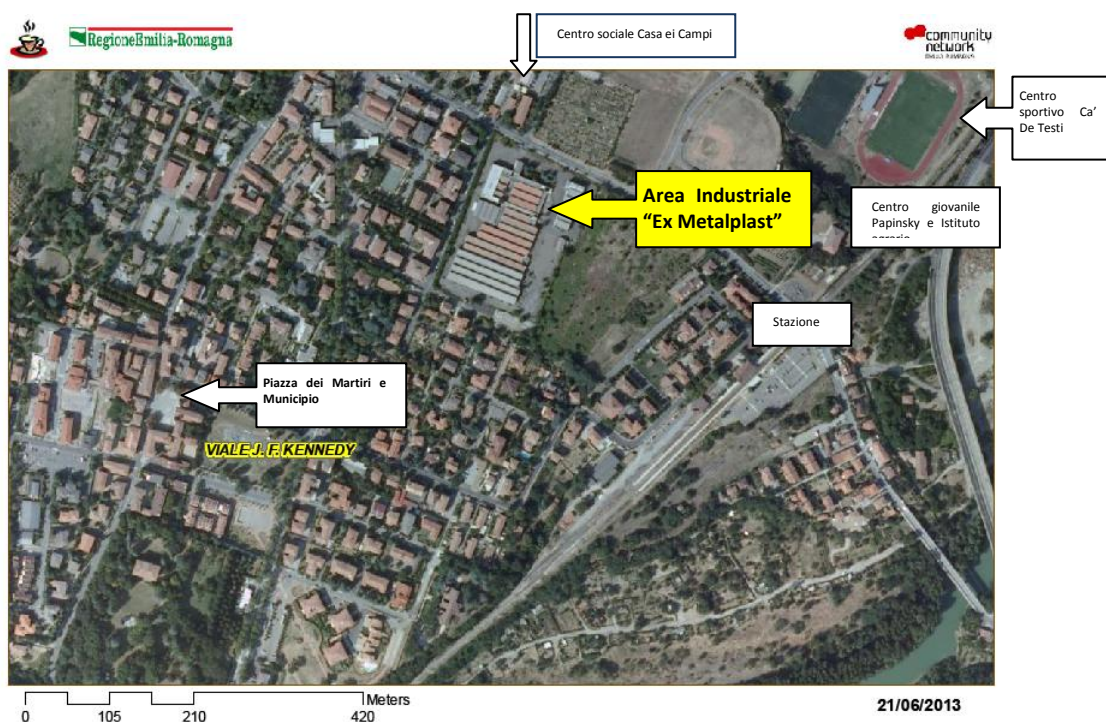 RegioneEmilia-Romagna
Centro sociale Casa ei Campi
community
network
Centro
sportivo Ca'
De Testi
Area Industriale
“Ex Metalplast”
Centro giovanile
Papinsky e Istituto
agrario
Stazione
Piazza dei Martiri e
Municipio
VIALE J. F. KENNEDY
Meters
0 105 210 420
21/06/2013